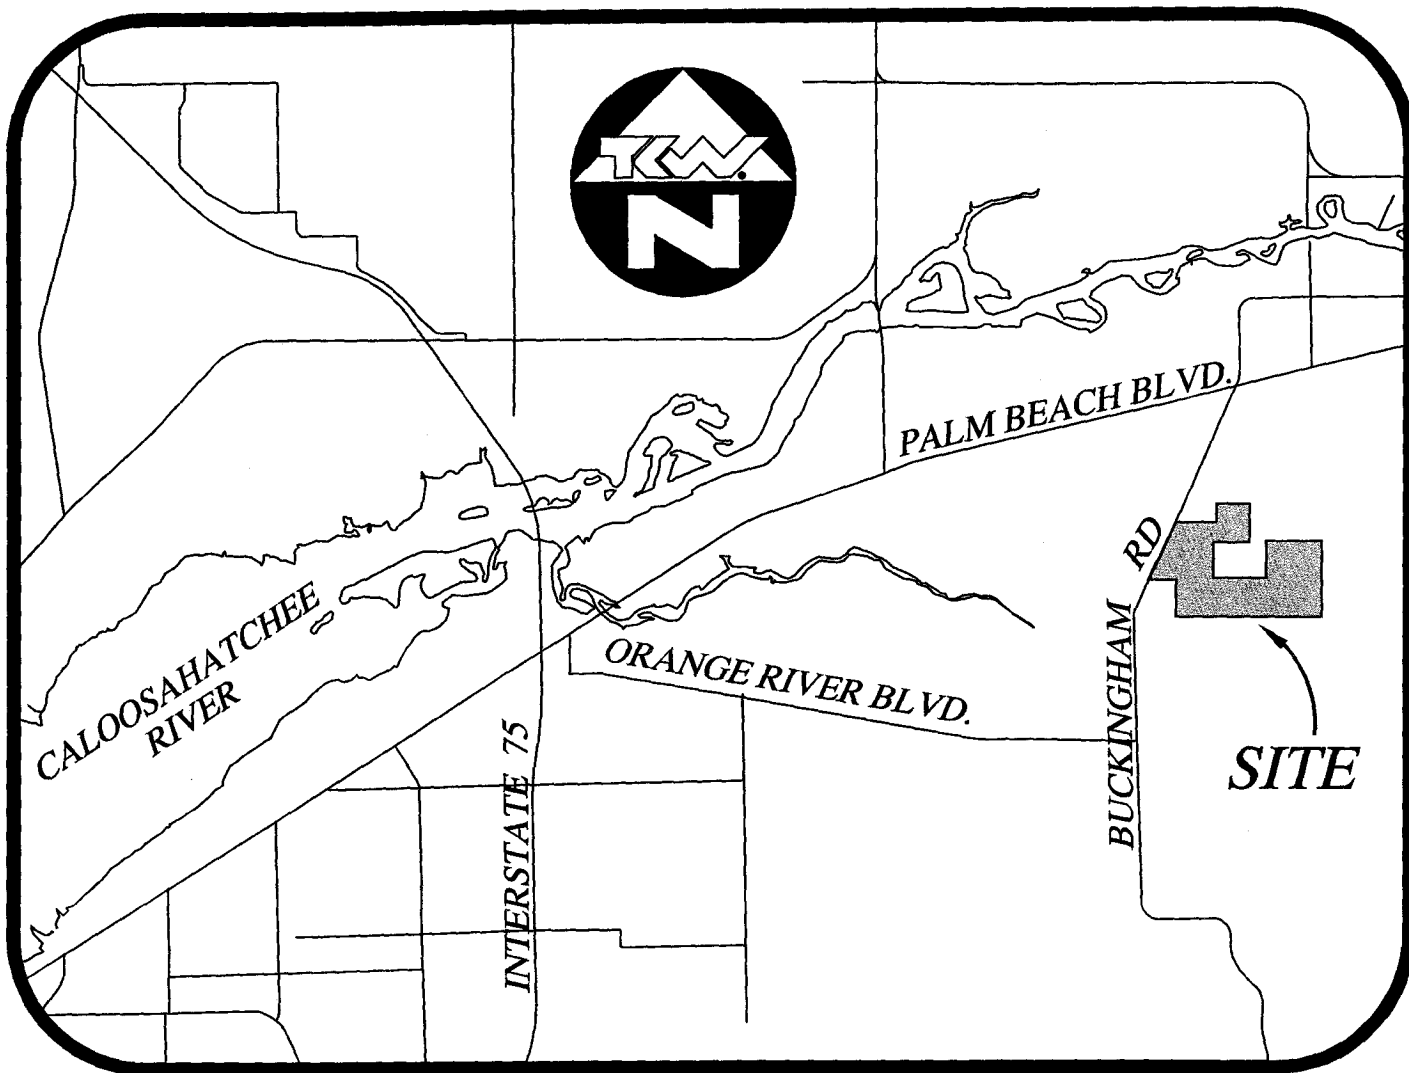 TKW.
N
PALM BEACH BLVD.
BUCKINGHAM RD
CALOOSAHATCHEE
RIVER
ORANGE RIVER BLVD.
INTERSTATE 75
SITE